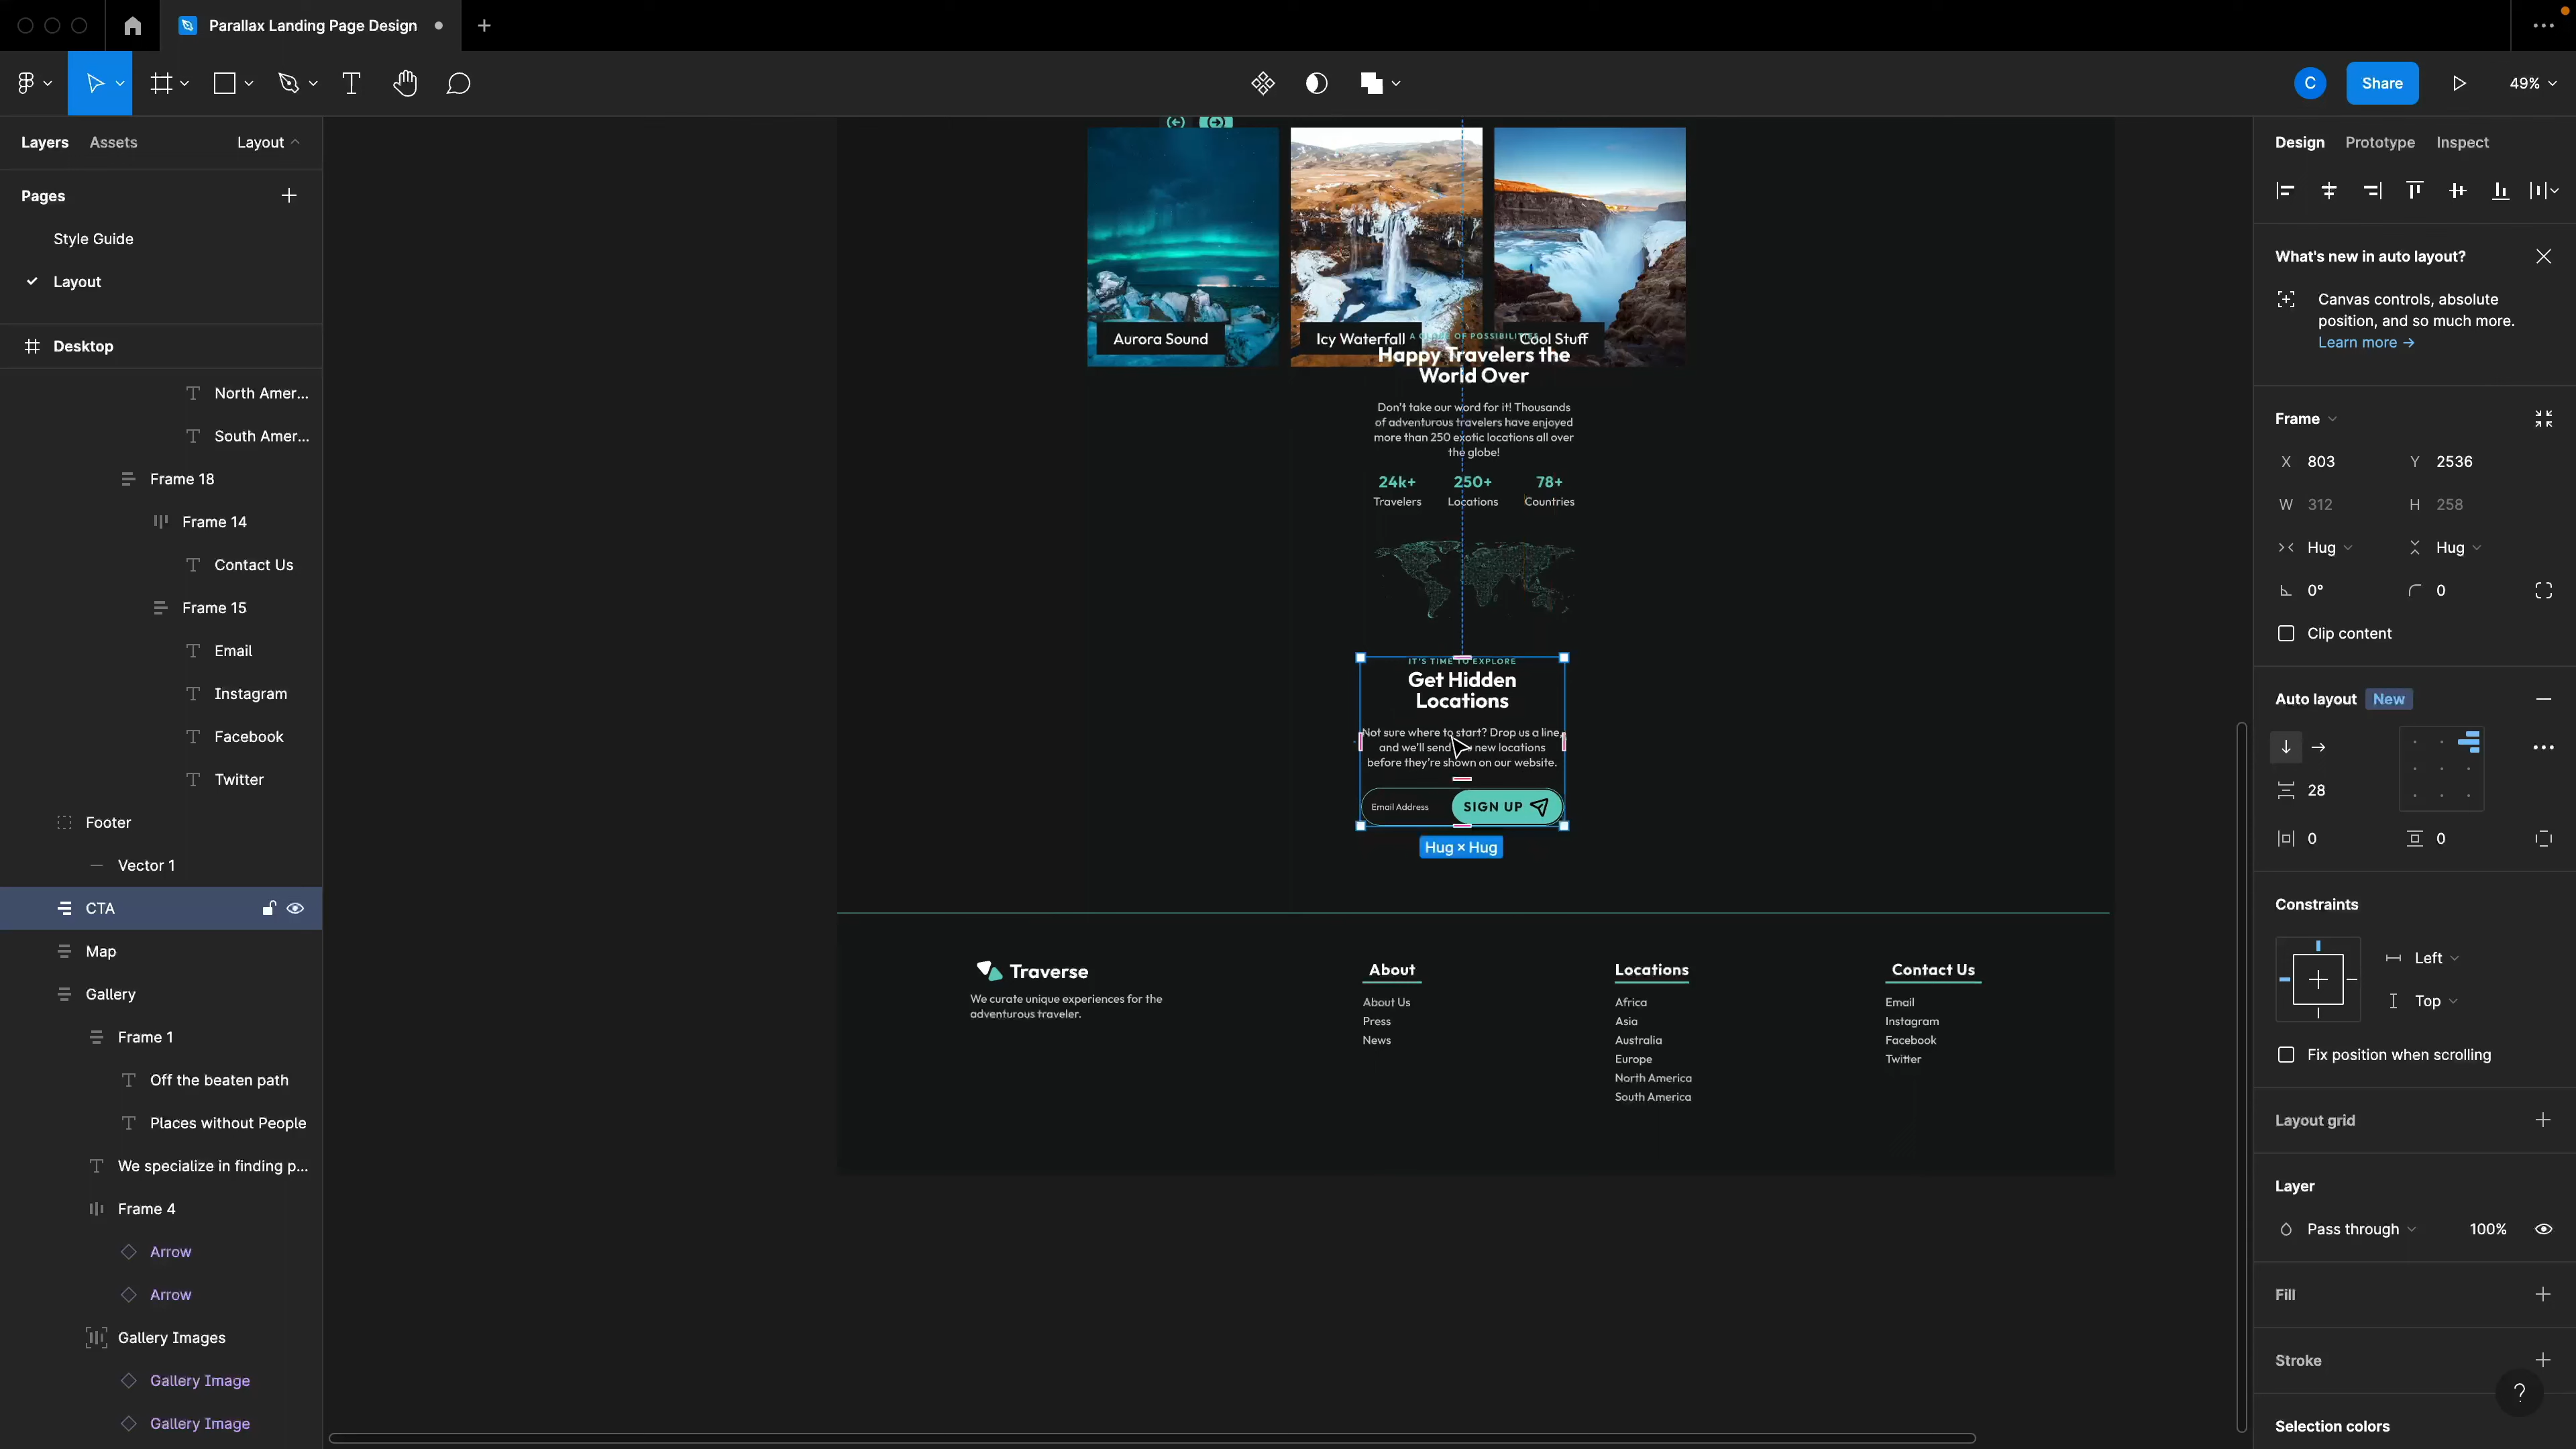 Parallax Landing Page Design
C
Share
49%
Layers
Assets
Layout
Pages
Style Guide
Layout
Desktop
North Amer...
South Amer...
Frame 18
Frame 14
Contact Us
Frame 15
Email
Instagram
Facebook
Twitter
Footer
Vector 1
CTA
Map
Gallery
Frame 1
Off the beaten path
Places without People
We specialize in finding p...
Frame 4
Arrow
Arrow
Gallery Images
Gallery Image
Gallery Image
Aurora Sound
Icy Waterfall
Cool Stuff
OF POSSIBILITIES
Happy Travelers the
World Over
Don't take our word for it! Thousands
of adventurous travelers have enjoyed
more than 250 exotic locations all over
the globe!
24k+
Travelers
250+
Locations
78+
Countries
IT'S TIME TO EXPLORE
Get Hidden
Locations
Not sure where to start? Drop us a line,
and we'll send new locations
before they're shown on our website.
Email Address
SIGN UP
Hug × Hug
Traverse
We curate unique experiences for the
adventurous traveler.
About
About Us
Press
News
Locations
Africa
Asia
Australia
Europe
North America
South America
Contact Us
Email
Instagram
Facebook
Twitter
Design
Prototype
Inspect
What's new in auto layout?
Canvas controls, absolute
position, and so much more.
Learn more →
Frame
X 803
Y 2536
W 312
H 258
Hug
Hug
0°
0
Clip content
Auto layout New
28
0
0
Constraints
Left
Top
Fix position when scrolling
Layout grid
Layer
Pass through
100%
Fill
Stroke
?
Selection colors